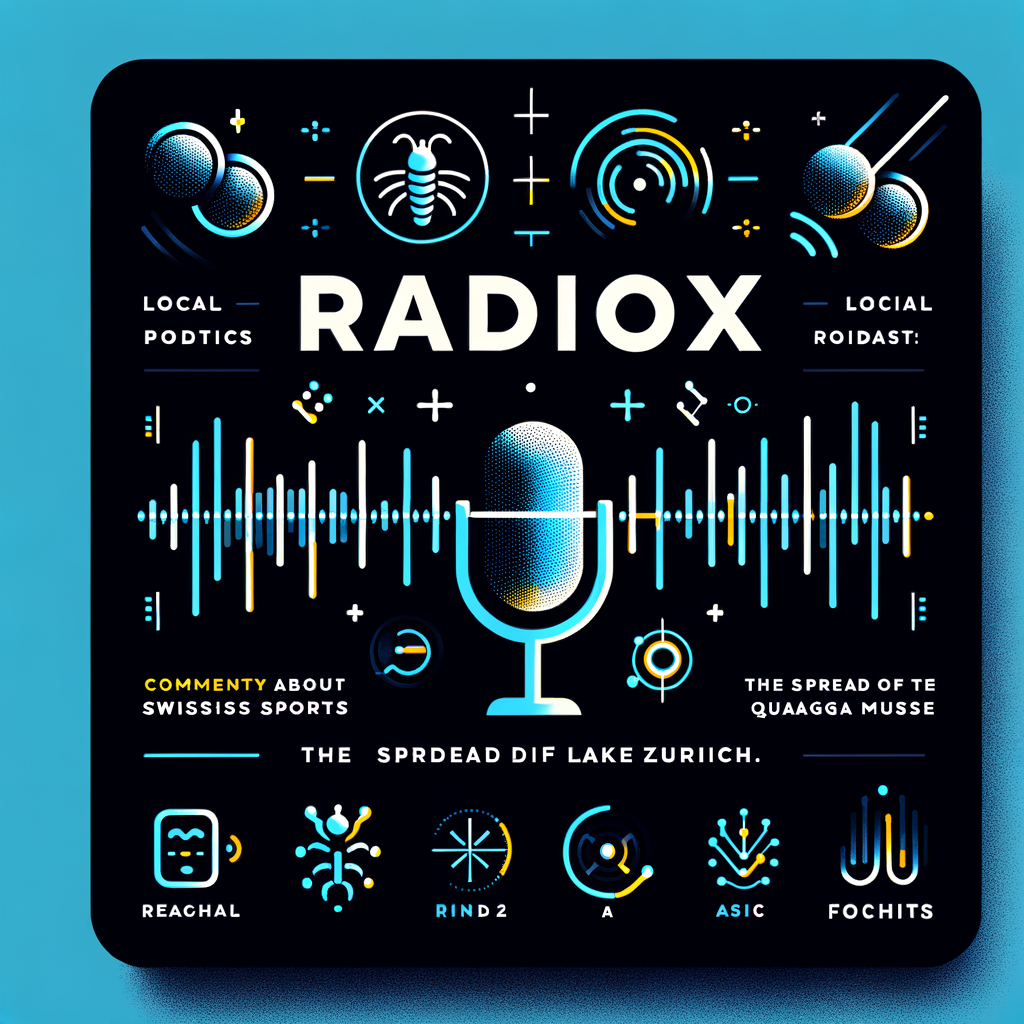 LOCAL
PODTICS
RADIOX
LOCIAL
ROIDAST:
COMMENTY ABOUT
SWISSISS SPORTS
THE SPREAD OF TE
QUAAGGA MUSSE
THE SPRDEAD DIF LAKE ZURIICH.
REACHAL
RIND 2
A
ASIC
FOCHITS